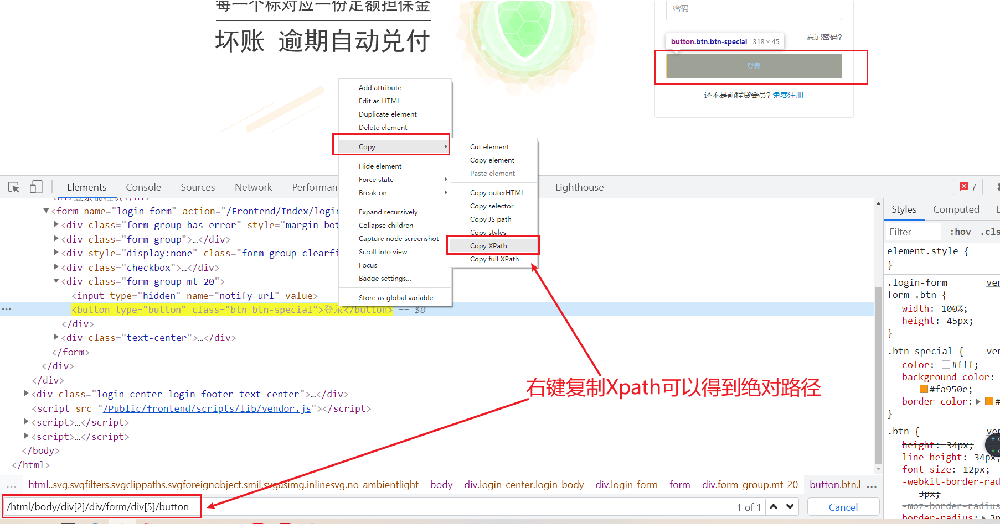 每一个标对应一份定额担保金
坏账 逾期自动兑付
密码
忘记密码?
button.btn.btn-special 318 × 45
登录
还不是前程贷会员? 免费注册
Add attribute
Edit as HTML
Duplicate element
Delete element
Copy
Hide element
Force state
Break on
Expand recursively
Collapse children
Capture node screenshot
Scroll into view
Focus
Badge settings...
Store as global variable
Cut element
Copy element
Paste element
Copy outerHTML
Copy selector
Copy JS path
Copy styles
Copy XPath
Copy full XPath
Elements Console Sources Network Performan Lighthouse 7
<form name="login-form" action="/Frontend/Index/login
<div class="form-group has-error" style="margin-bot
<div class="form-group">…</div>
<div style="display:none" class="form-group clearfi
<div class="checkbox">…</div>
<div class="form-group mt-20">
<input type="hidden" name="notify_url" value>
<button type="button" class="btn btn-special">登录</button> == $0
</div>
<div class="text-center">…</div>
</form>
</div>
</div>
<div class="login-center login-footer text-center">…</div>
<script src="/Public/frontend/scripts/lib/vendor.js"></script>
<script>…</script>
<script>…</script>
</body>
</html>
右键复制Xpath可以得到绝对路径
... html..svg.svgfilters.svgclippaths.svgforeignobject.smil.svgasimg.inlinesvg.no-ambientlight body div.login-center.login-body div.login-form form div.form-group.mt-20 button.btn.b ...
/html/body/div[2]/div/form/div[5]/button 1 of 1 Cancel
Styles Computed L
Filter :hov .cls
element.style {
}
.login-form ven
form .btn {
width: 100%;
height: 45px;
}
.btn-special { ven
color: #fff;
background-color:
#fa950e;
border-color: #
}
.btn { ven
height: 34px;
line-height: 34px;
font-size: 12px;
-webkit-border-rad
3px;
-moz-border-radius
border-radius: 3p